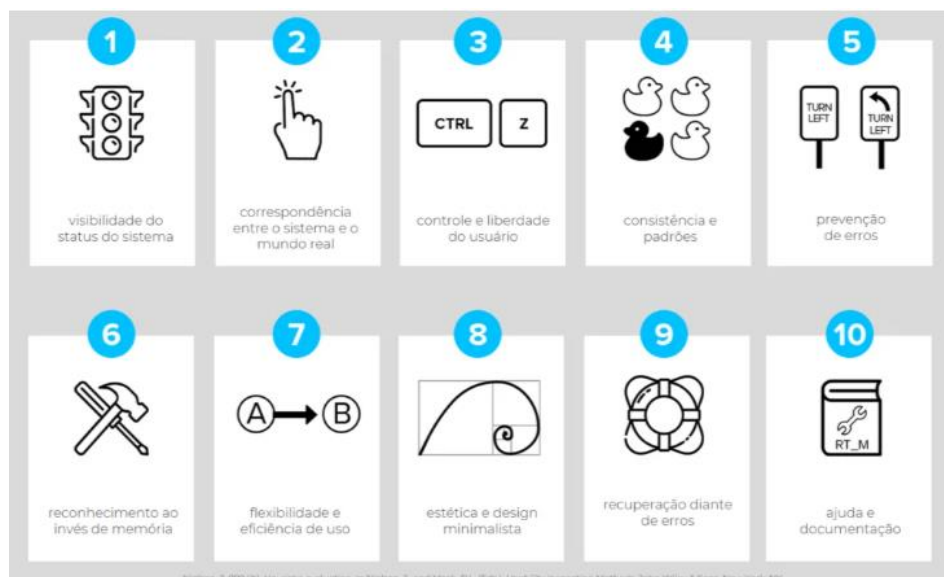 1
2
3
4
5
CTRL
Z
TURN
LEFT
TURN
LEFT
visibilidade do
status do sistema
correspondência
entre o sistema e o
mundo real
controle e liberdade
do usuário
consistência e
padrões
prevenção
de erros
6
7
8
9
10
A
B
RT_M
reconhecimento ao
invés de memória
flexibilidade e
eficiência de uso
estética e design
minimalista
recuperação diante
de erros
ajuda e
documentação